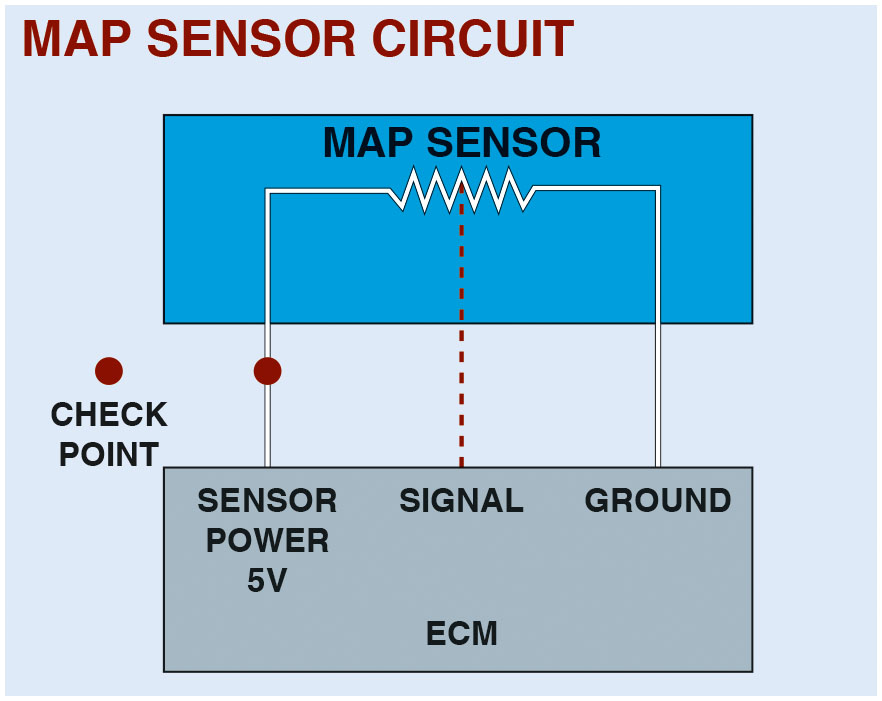 MAP SENSOR CIRCUIT
MAP SENSOR
CHECK
POINT
SENSOR
POWER
5V
SIGNAL
GROUND
ECM